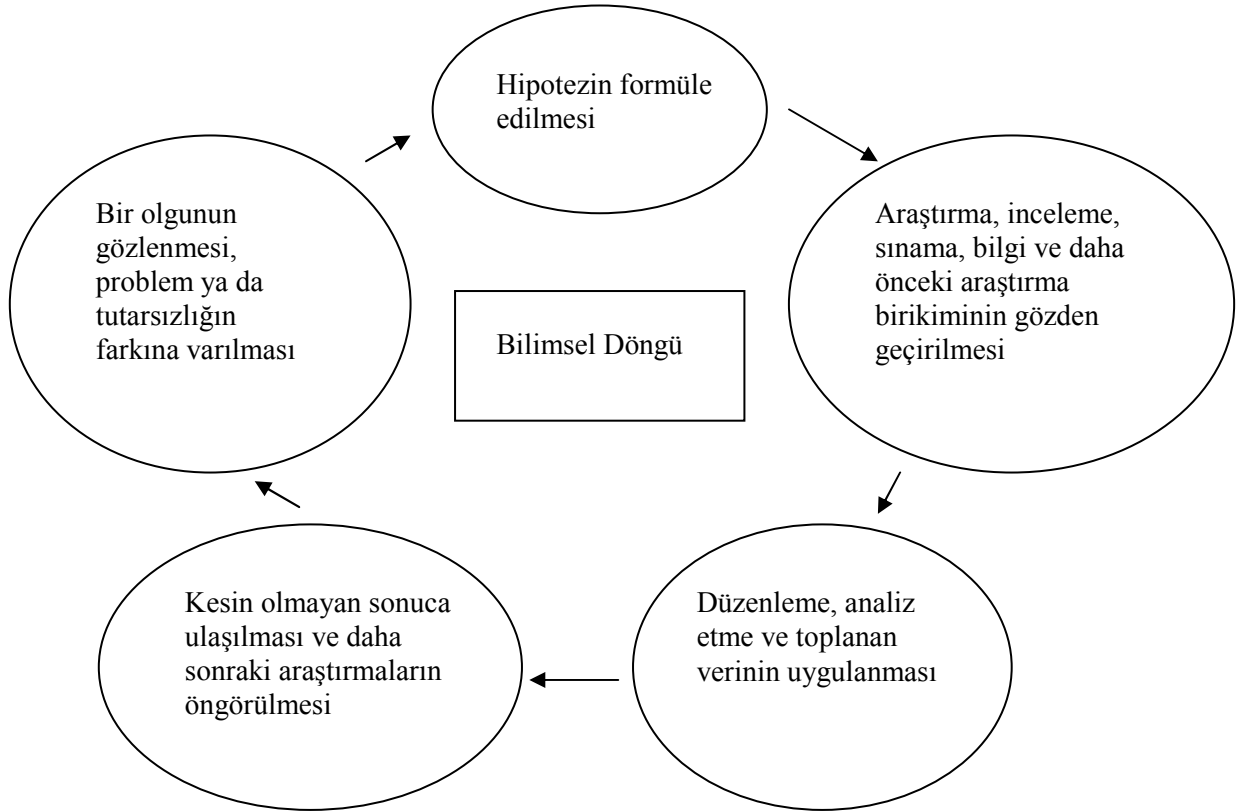 Hipotezin formüle
edilmesi
Bir olgunun
gözlenmesi,
problem ya da
tutarsızlığın
farkına varılması
Araştırma, inceleme,
sınama, bilgi ve daha
önceki araştırma
birikiminin gözden
geçirilmesi
Bilimsel Döngü
Kesin olmayan sonuca
ulaşılması ve daha
sonraki araştırmaların
öngörülmesi
Düzenleme, analiz
etme ve toplanan
verinin uygulanması